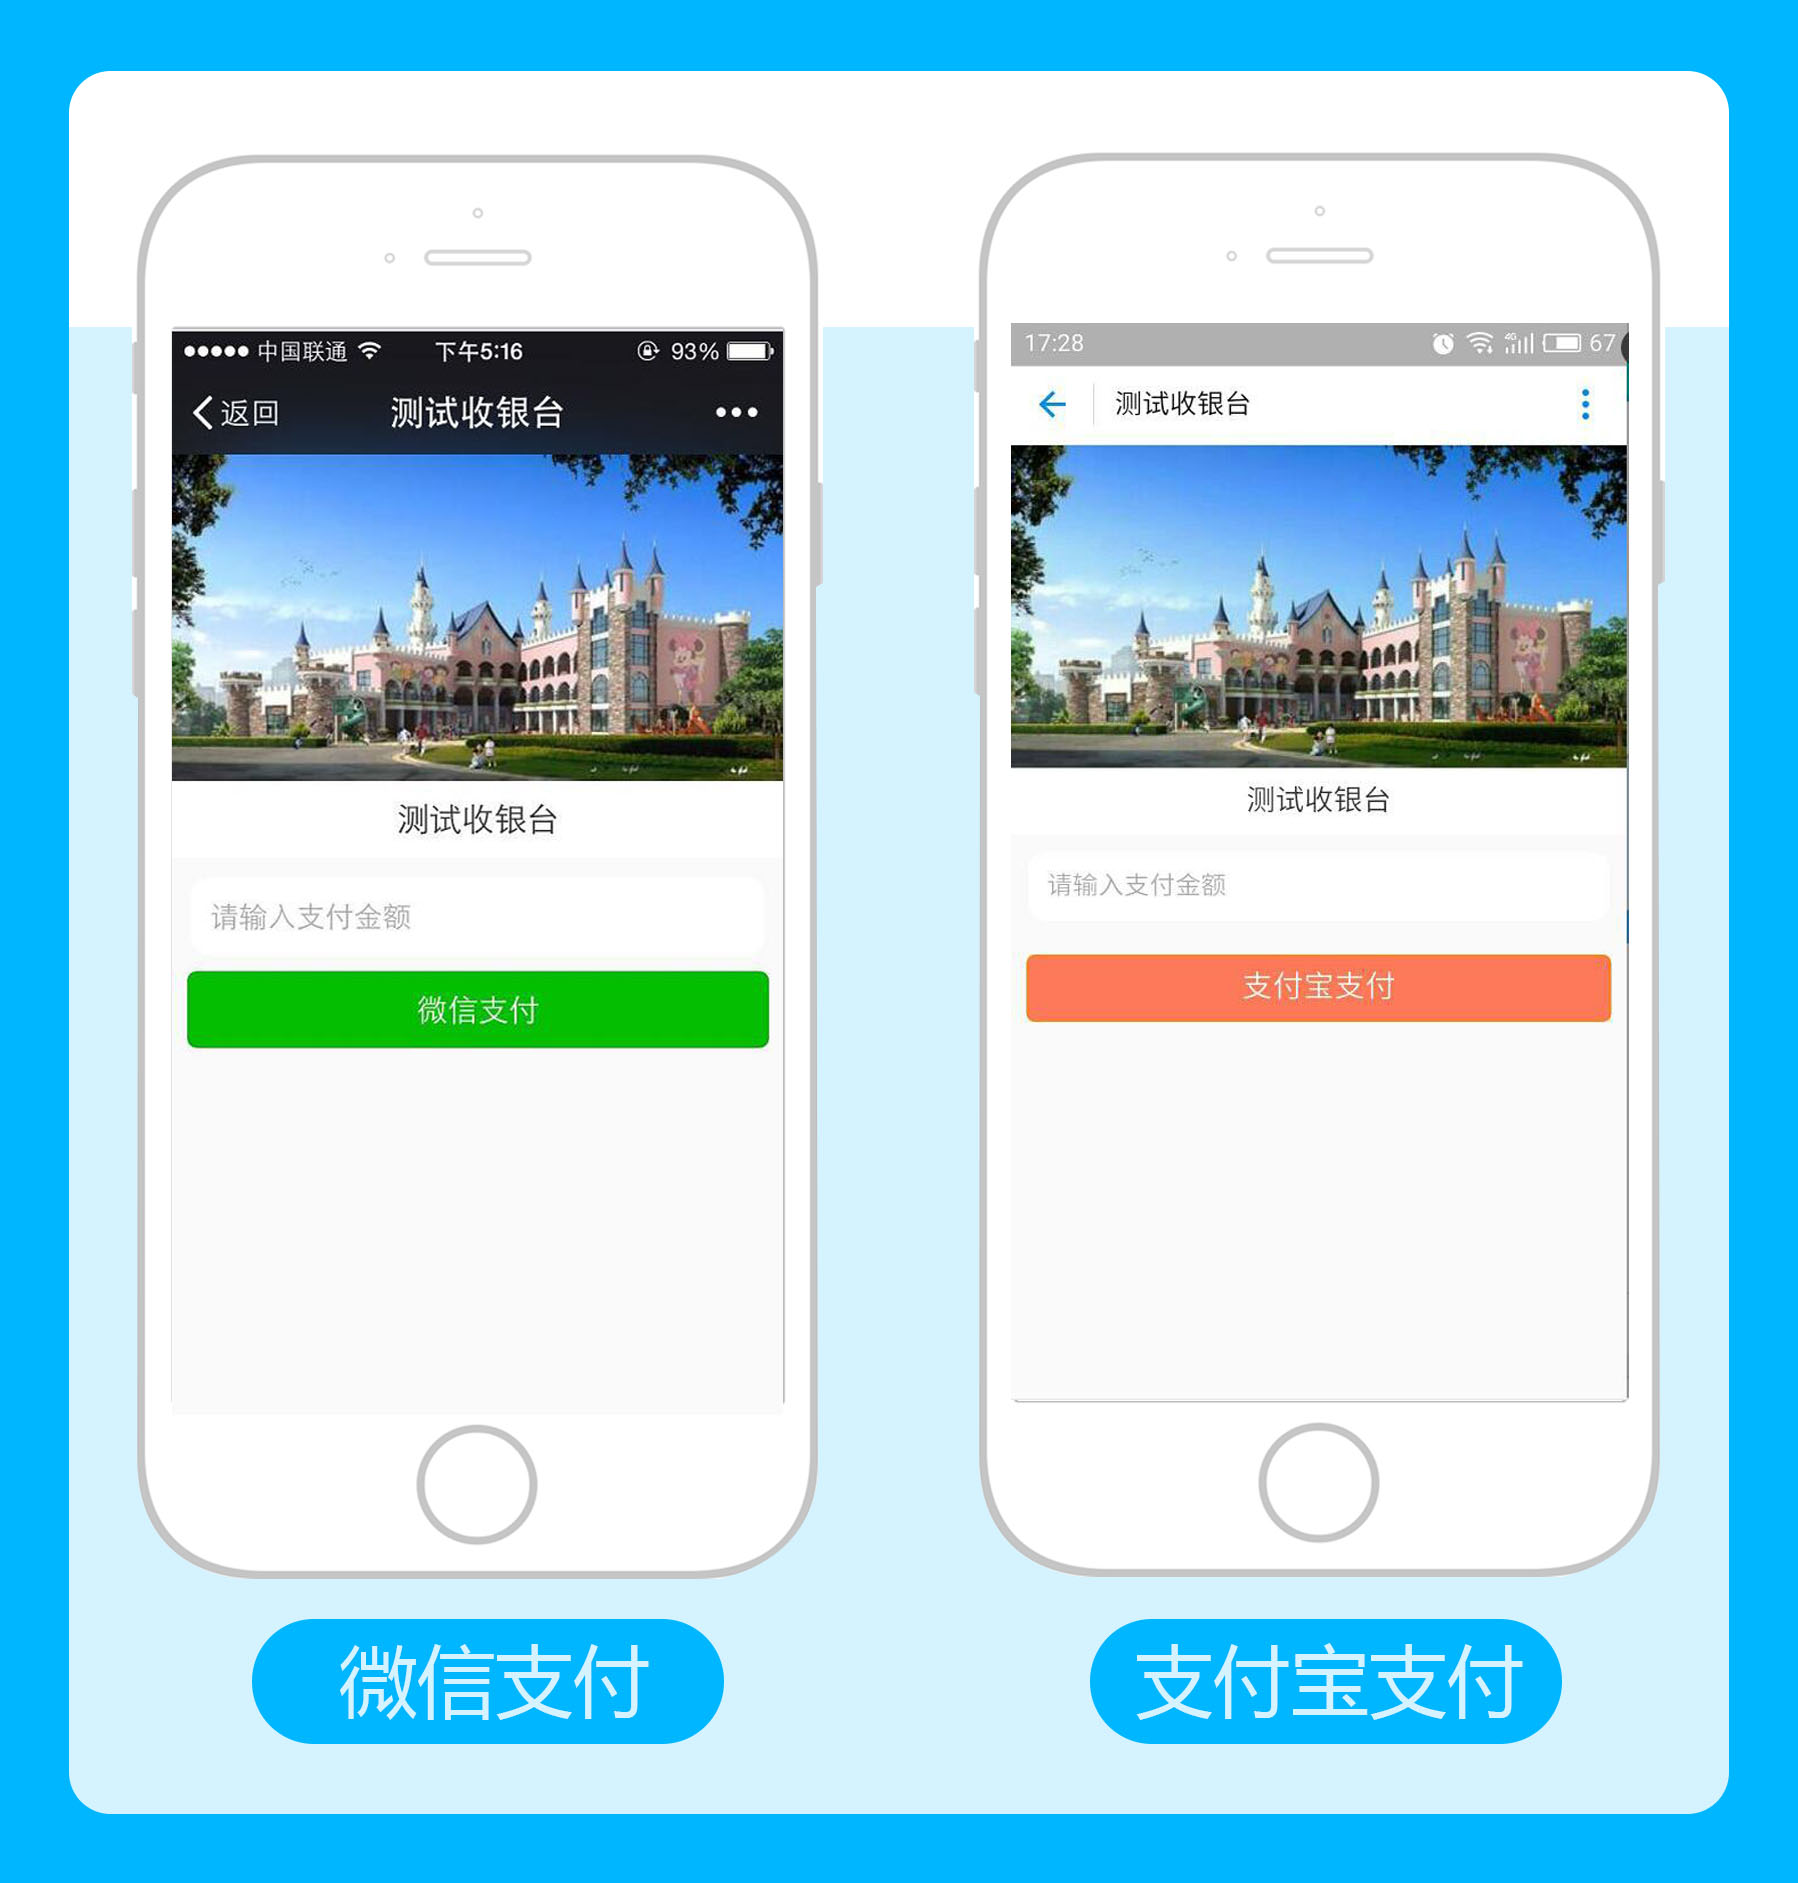 中国联通 下午5:16 93%
返回 测试收银台
测试收银台
请输入支付金额
微信支付
微信支付
17:28 4G 67
测试收银台
测试收银台
请输入支付金额
支付宝支付
支付宝支付